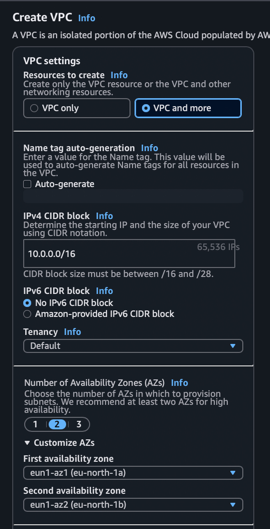 Create VPC Info
A VPC is an isolated portion of the AWS Cloud populated by AW
VPC settings
Resources to create Info
Create only the VPC resource or the VPC and other
networking resources.
VPC only
VPC and more
Name tag auto-generation Info
Enter a value for the Name tag. This value will be
used to auto-generate Name tags for all resources in
the VPC.
Auto-generate
IPv4 CIDR block Info
Determine the starting IP and the size of your VPC
using CIDR notation.
10.0.0.0/16
65,536 IPs
CIDR block size must be between /16 and /28.
IPv6 CIDR block Info
No IPv6 CIDR block
Amazon-provided IPv6 CIDR block
Tenancy Info
Default
Number of Availability Zones (AZs) Info
Choose the number of AZs in which to provision
subnets. We recommend at least two AZs for high
availability.
1 2 3
Customize AZs
First availability zone
eun1-az1 (eu-north-1a)
Second availability zone
eun1-az2 (eu-north-1b)